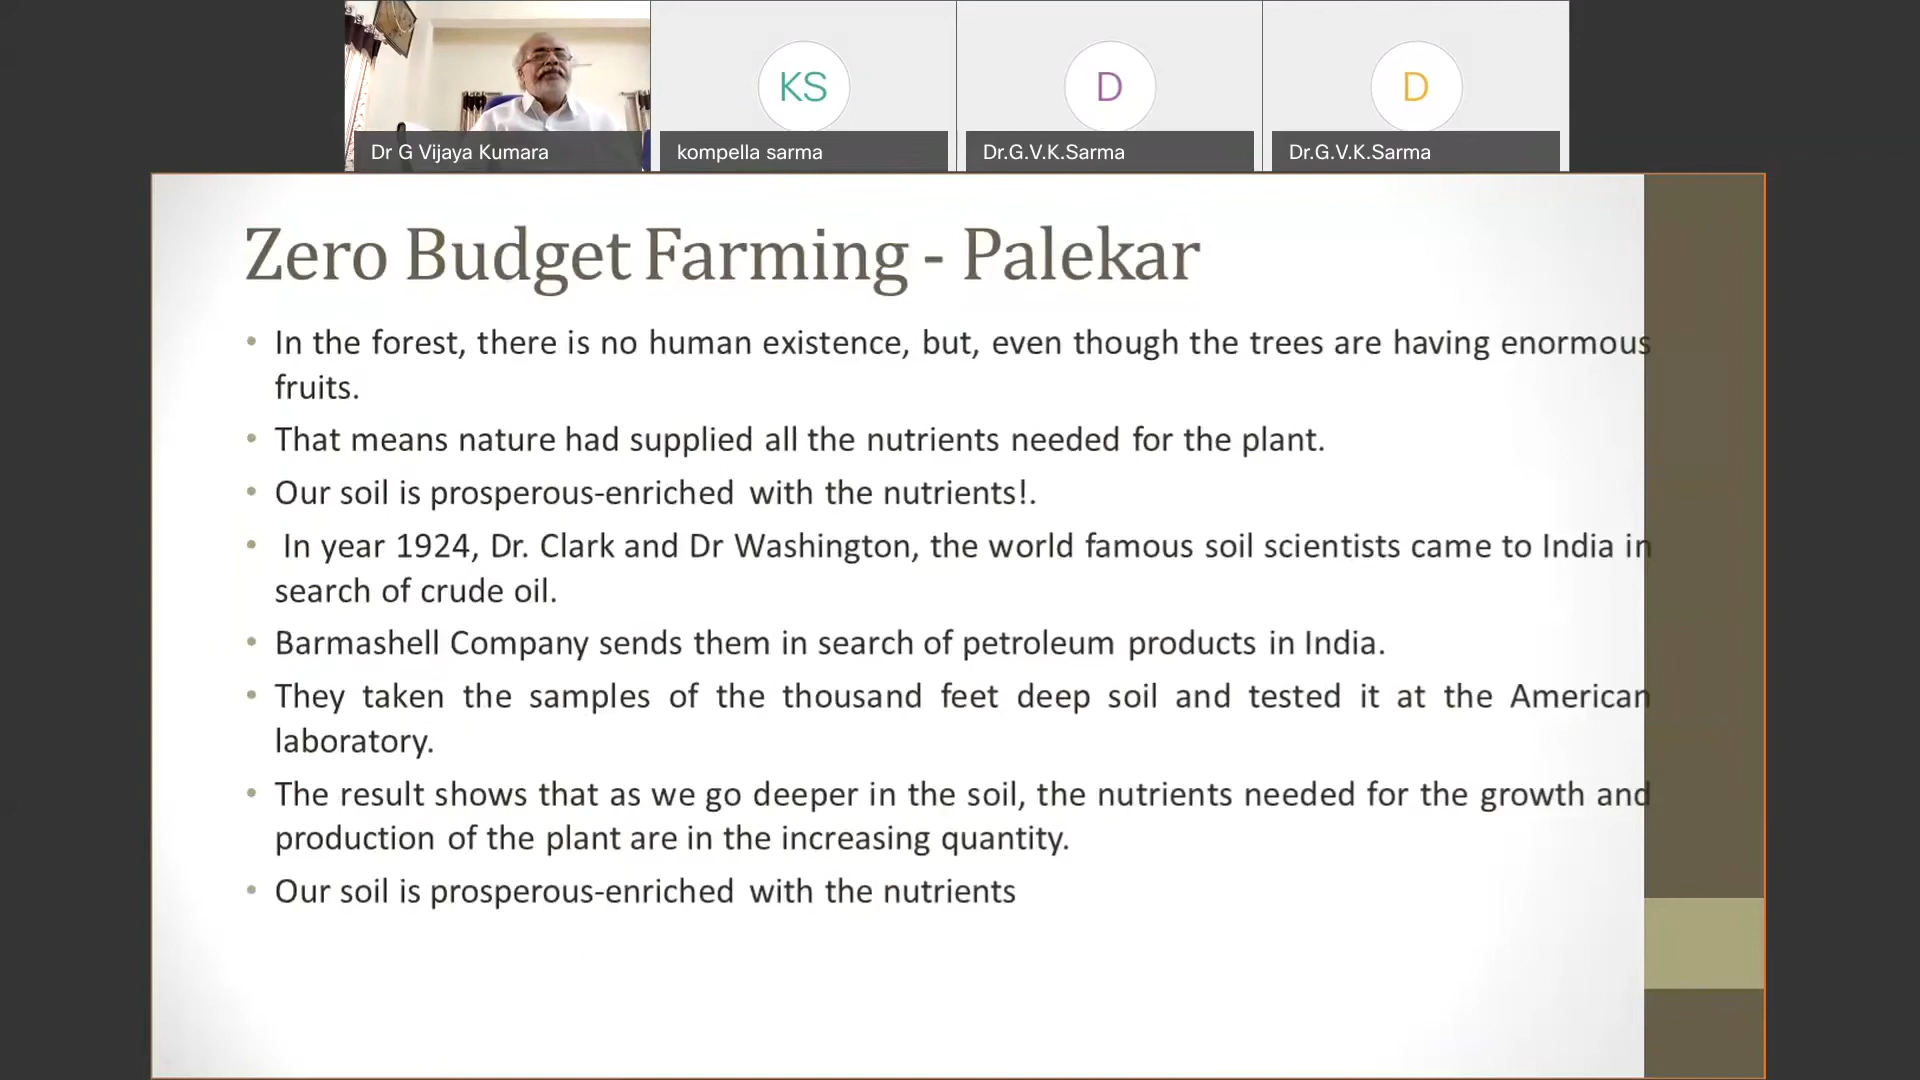 KS
D
D
Dr G Vijaya Kumara
kompella sarma
Dr.G.V.K.Sarma
Dr.G.V.K.Sarma
Zero Budget Farming - Palekar
• In the forest, there is no human existence, but, even though the trees are having enormous
fruits.
• That means nature had supplied all the nutrients needed for the plant.
• Our soil is prosperous-enriched with the nutrients!.
• In year 1924, Dr. Clark and Dr Washington, the world famous soil scientists came to India in
search of crude oil.
• Barmashell Company sends them in search of petroleum products in India.
• They taken the samples of the thousand feet deep soil and tested it at the American
laboratory.
• The result shows that as we go deeper in the soil, the nutrients needed for the growth and
production of the plant are in the increasing quantity.
• Our soil is prosperous-enriched with the nutrients